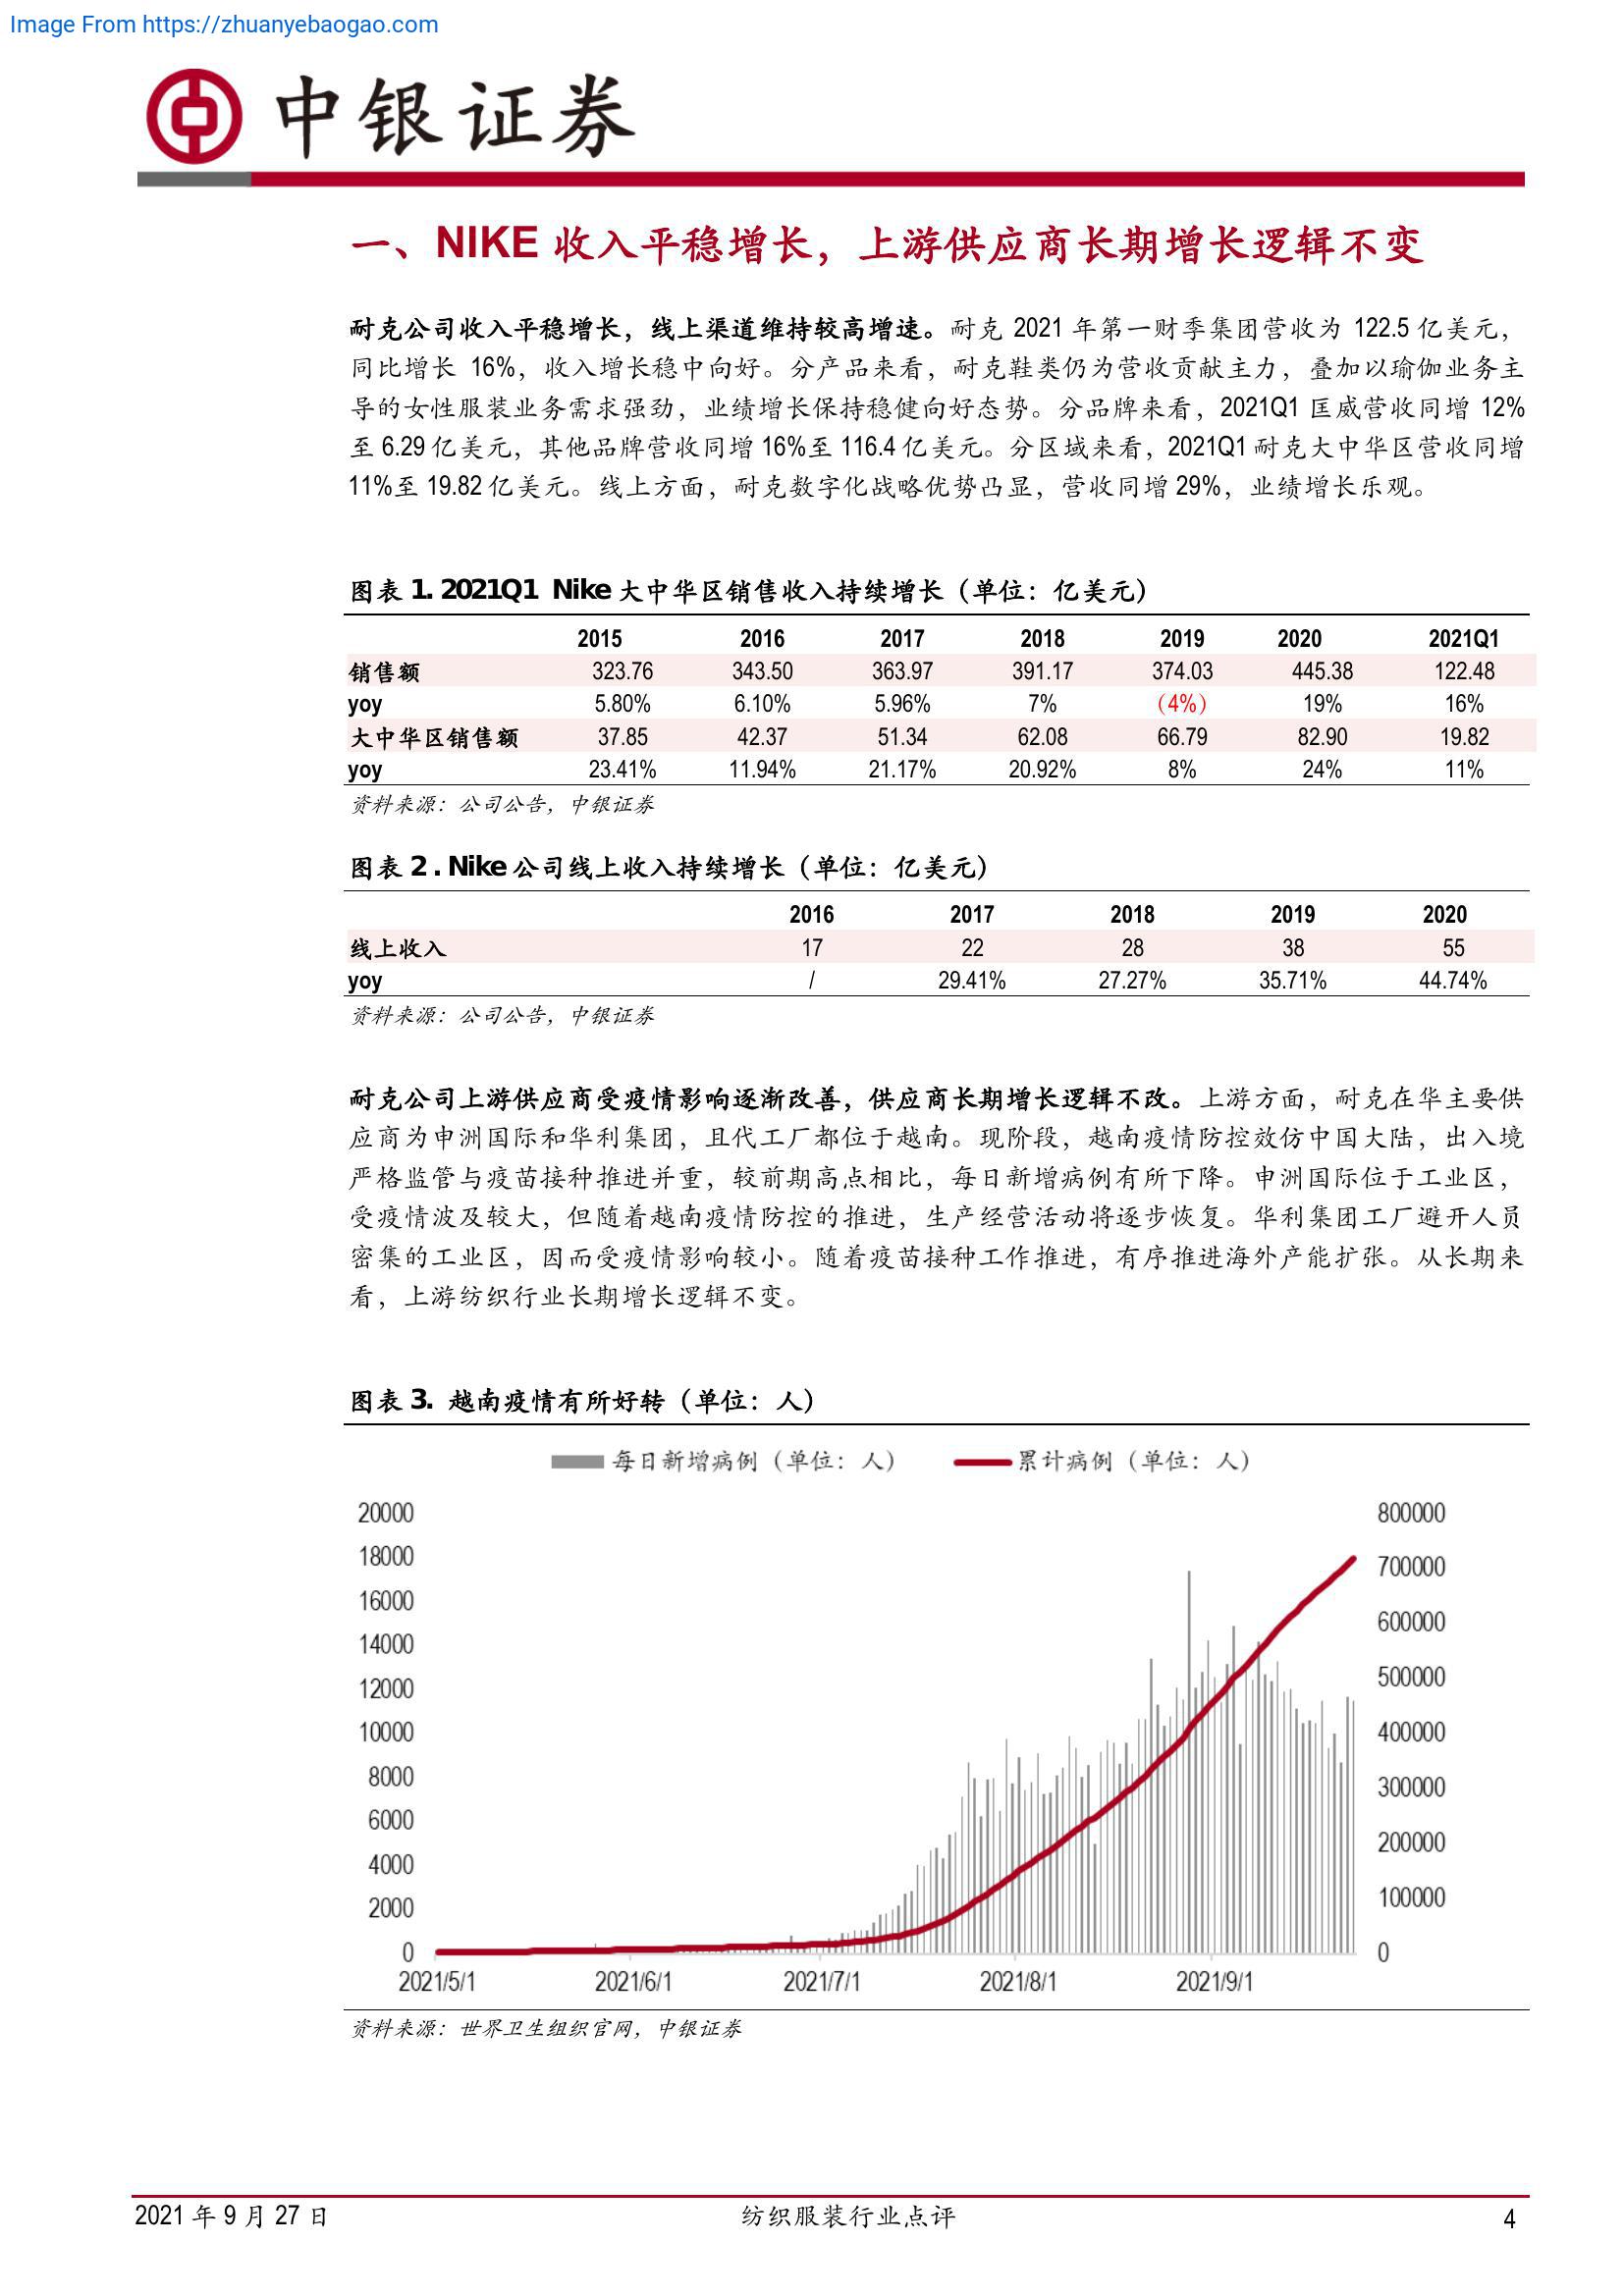 Image From https://zhuanyebaogao.com
中银证券
一、NIKE 收入平稳增长，上游供应商长期增长逻辑不变
耐克公司收入平稳增长，线上渠道维持较高增速。耐克 2021 年第一财季集团营收为 122.5 亿美元，
同比增长 16%，收入增长稳中向好。分产品来看，耐克鞋类仍为营收贡献主力，叠加以瑜伽业务主
导的女性服装业务需求强劲，业绩增长保持稳健向好态势。分品牌来看，2021Q1 匡威营收同增 12%
至 6.29 亿美元，其他品牌营收同增 16%至 116.4 亿美元。分区域来看，2021Q1 耐克大中华区营收同增
11%至 19.82 亿美元。线上方面，耐克数字化战略优势凸显，营收同增 29%，业绩增长乐观。
图表 1. 2021Q1 Nike 大中华区销售收入持续增长（单位：亿美元）
2015 2016 2017 2018 2019 2020 2021Q1
销售额 323.76 343.50 363.97 391.17 374.03 445.38 122.48
yoy 5.80% 6.10% 5.96% 7% （4%） 19% 16%
大中华区销售额 37.85 42.37 51.34 62.08 66.79 82.90 19.82
yoy 23.41% 11.94% 21.17% 20.92% 8% 24% 11%
资料来源：公司公告，中银证券
图表 2 . Nike 公司线上收入持续增长（单位：亿美元）
2016 2017 2018 2019 2020
线上收入 17 22 28 38 55
yoy / 29.41% 27.27% 35.71% 44.74%
资料来源：公司公告，中银证券
耐克公司上游供应商受疫情影响逐渐改善，供应商长期增长逻辑不改。上游方面，耐克在华主要供
应商为申洲国际和华利集团，且代工厂都位于越南。现阶段，越南疫情防控效仿中国大陆，出入境
严格监管与疫苗接种推进并重，较前期高点相比，每日新增病例有所下降。申洲国际位于工业区，
受疫情波及较大，但随着越南疫情防控的推进，生产经营活动将逐步恢复。华利集团工厂避开人员
密集的工业区，因而受疫情影响较小。随着疫苗接种工作推进，有序推进海外产能扩张。从长期来
看，上游纺织行业长期增长逻辑不变。
图表 3. 越南疫情有所好转（单位：人）
每日新增病例（单位：人） 累计病例（单位：人）
20000 800000
18000 700000
16000 600000
14000 500000
12000 400000
10000 300000
8000 200000
6000 100000
4000 0
2000
0
2021/5/1 2021/6/1 2021/7/1 2021/8/1 2021/9/1
资料来源：世界卫生组织官网，中银证券
2021 年 9 月 27 日 纺织服装行业点评 4